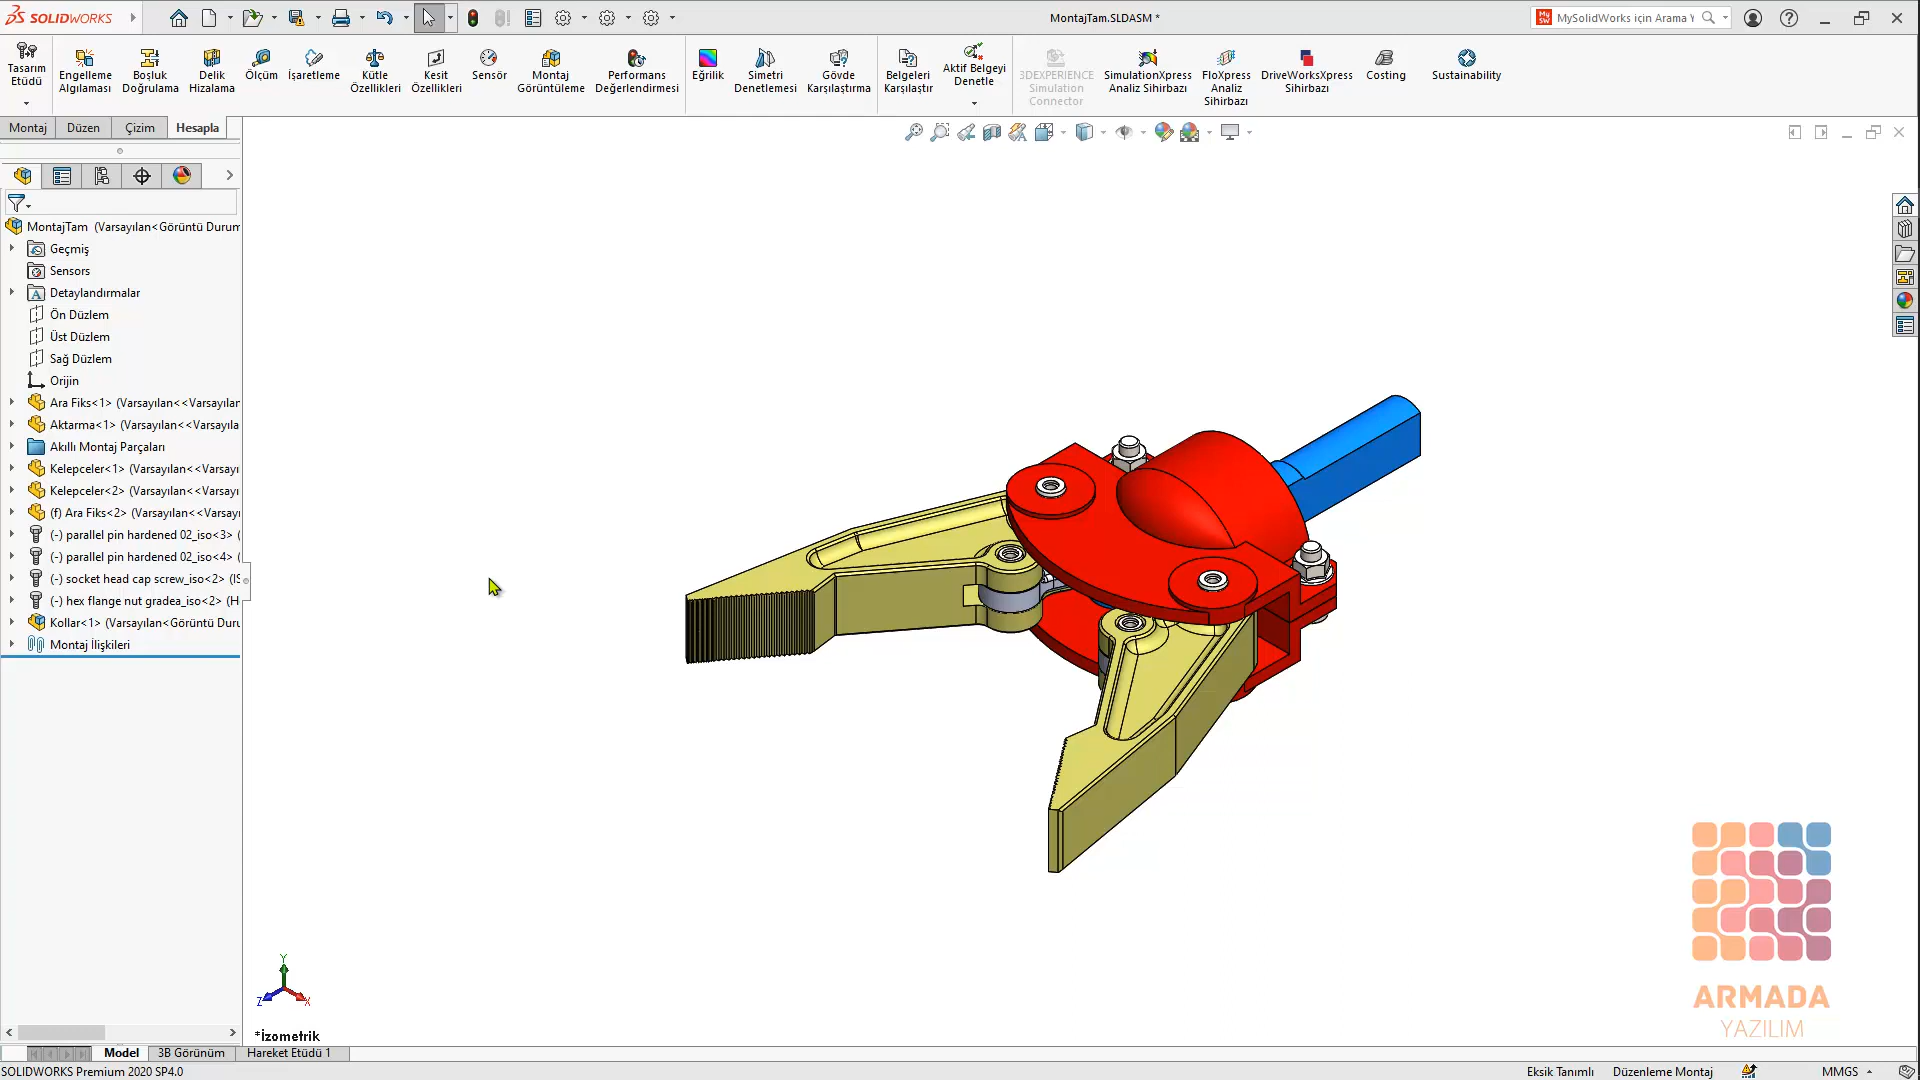 SOLIDWORKS
MontajTam.SLDASM *
MySolidWorks için Arama Y
Tasarım Etüdü
Engelleme Algılaması
Boşluk Doğrulama
Delik Hizalama
Ölçüm
İşaretleme
Kütle Özellikleri
Kesit Özellikleri
Sensör
Montaj Görüntüleme
Performans Değerlendirmesi
Eğrilik
Simetri Denetlemesi
Gövde Karşılaştırma
Belgeleri Karşılaştır
Aktif Belgeyi Denetle
3DEXPERIENCE Simulation Connector
SimulationXpress Analiz Sihirbazı
FloXpress Analiz Sihirbazı
DriveWorksXpress Sihirbazı
Costing
Sustainability
Montaj
Düzen
Çizim
Hesapla
MontajTam (Varsayılan<Görüntü Durum
Geçmiş
Sensors
Detaylandırmalar
Ön Düzlem
Üst Düzlem
Sağ Düzlem
Orijin
Ara Fiks<1> (Varsayılan<<Varsayılan
Aktarma<1> (Varsayılan<<Varsayıla
Akıllı Montaj Parçaları
Kelepceler<1> (Varsayılan<<Varsayı
Kelepceler<2> (Varsayılan<<Varsayı
(f) Ara Fiks<2> (Varsayılan<<Varsayı
(-) parallel pin hardened 02_iso<3> (
(-) parallel pin hardened 02_iso<4> (
(-) socket head cap screw_iso<2> (IS
(-) hex flange nut gradea_iso<2> (H
Kollar<1> (Varsayılan<Görüntü Duru
Montaj İlişkileri
Y
Z
X
*İzometrik
ARMADA
YAZILIM
Model
3B Görünüm
Hareket Etüdü 1
SOLIDWORKS Premium 2020 SP4.0
Eksik Tanımlı
Düzenleme Montaj
MMGS